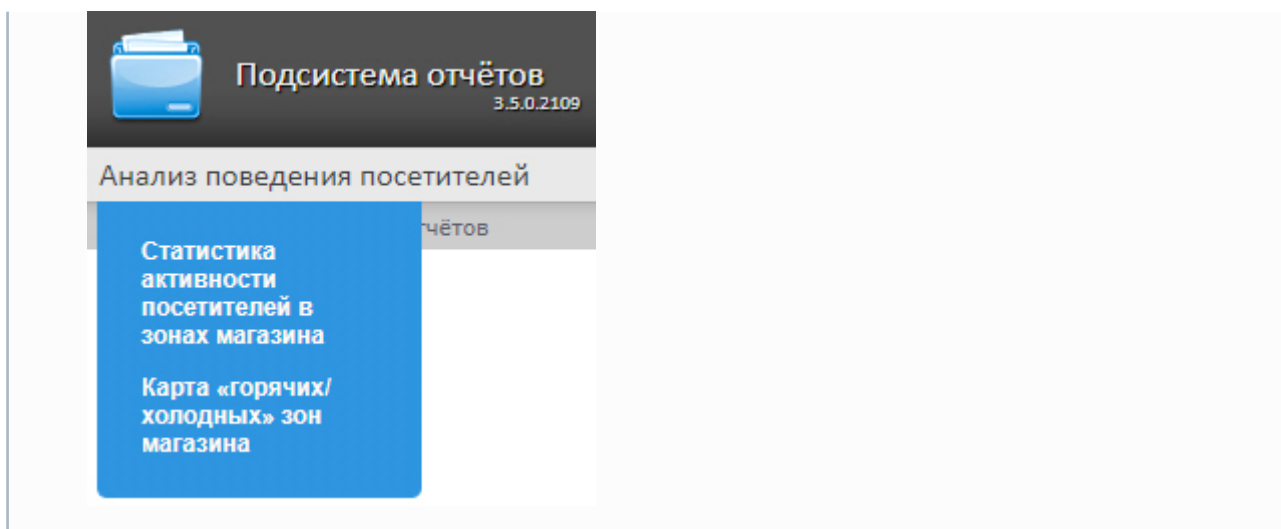 Подсистема отчётов
3.5.0.2109
Анализ поведения посетителей
чётов
Статистика
активности
посетителей в
зонах магазина
Карта «горячих/
холодных» зон
магазина